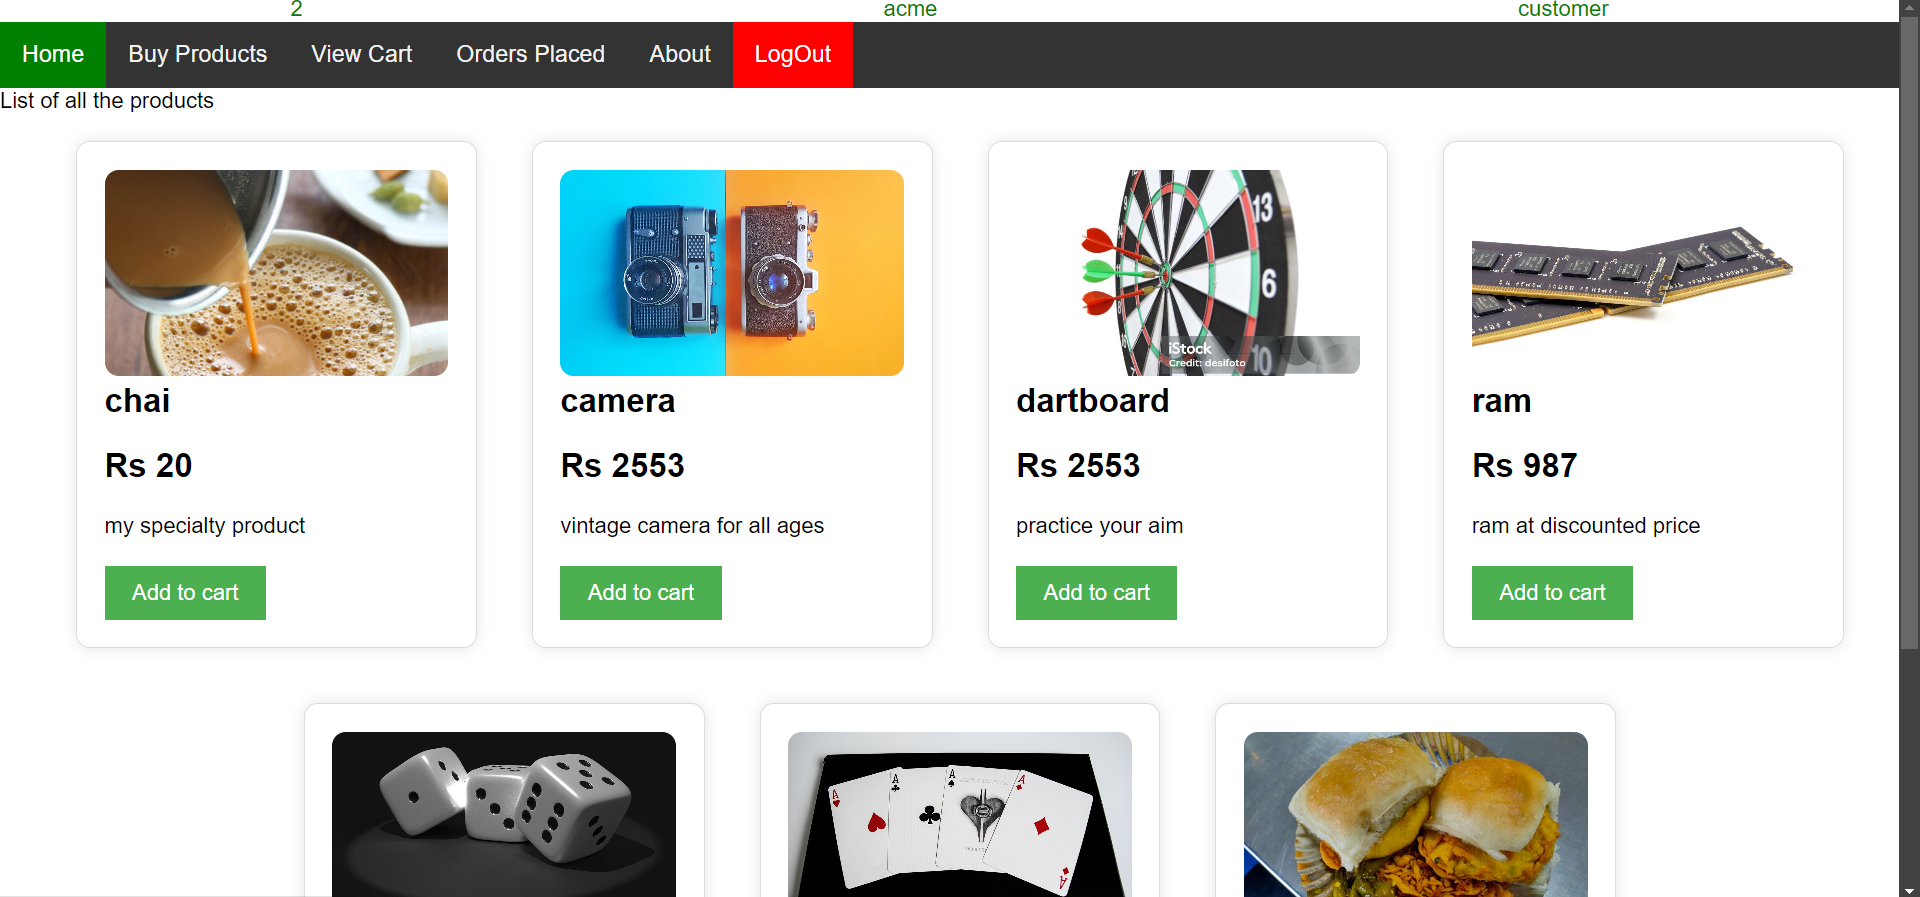 2 acme customer
Home Buy Products View Cart Orders Placed About LogOut
List of all the products
13
6
10
iStock
Credit: desifoto
chai
Rs 20
my specialty product
Add to cart
camera
Rs 2553
vintage camera for all ages
Add to cart
dartboard
Rs 2553
practice your aim
Add to cart
ram
Rs 987
ram at discounted price
Add to cart
A
A
A
A
A